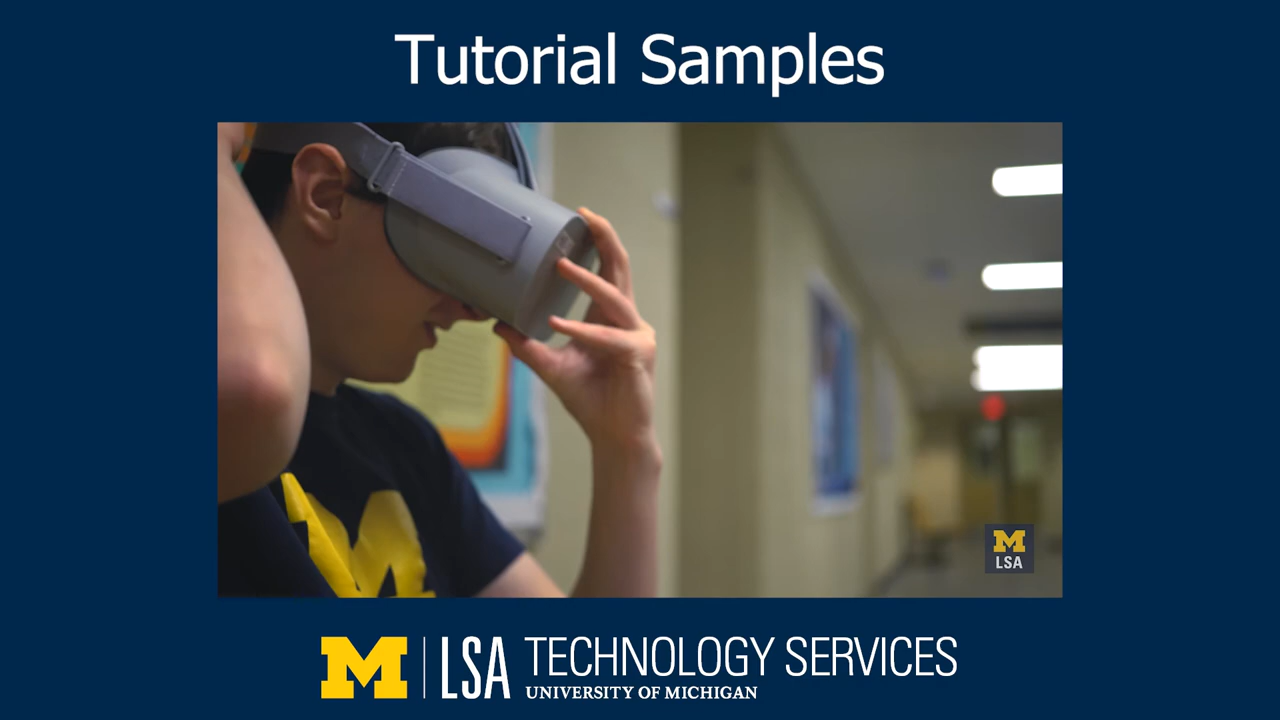 Tutorial Samples
M
LSA
M LSA TECHNOLOGY SERVICES
UNIVERSITY OF MICHIGAN